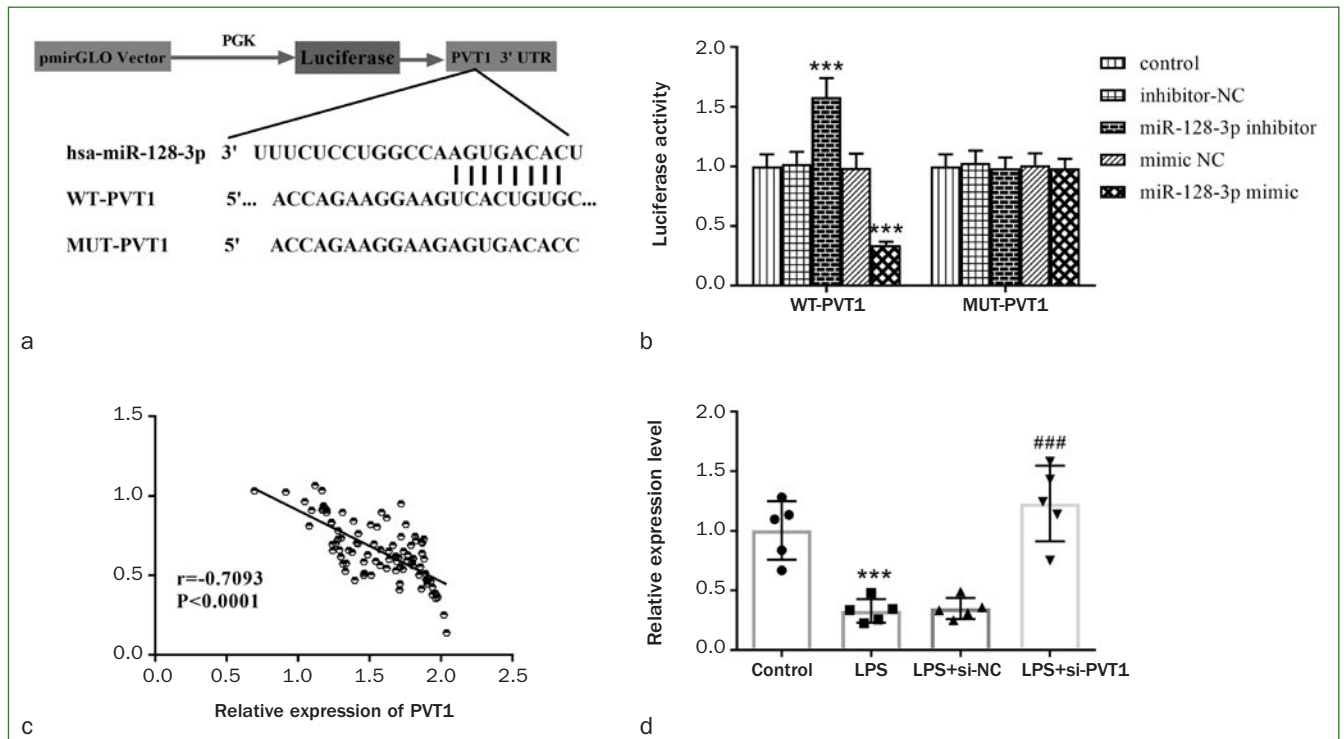 pmirGLO Vector PGK Luciferase PVT1 3' UTR
hsa-miR-128-3p 3' UUUCUCCUGGCCAAGUGACACU
WT-PVT1 5'... ACCAGAAGGAAGUCACUGUGC...
MUT-PVT1 5' ACCAGAAGGAAGAGUGACACC
a
Luciferase activity
2.0
1.5
1.0
0.5
0.0
***
***
WT-PVT1 MUT-PVT1
control
inhibitor-NC
miR-128-3p inhibitor
mimic NC
miR-128-3p mimic
b
1.5
1.0
0.5
0.0
r=-0.7093
P<0.0001
0.0 0.5 1.0 1.5 2.0 2.5
Relative expression of PVT1
c
Relative expression level
2.0
1.5
1.0
0.5
0.0
***
###
Control LPS LPS+si-NC LPS+si-PVT1
d